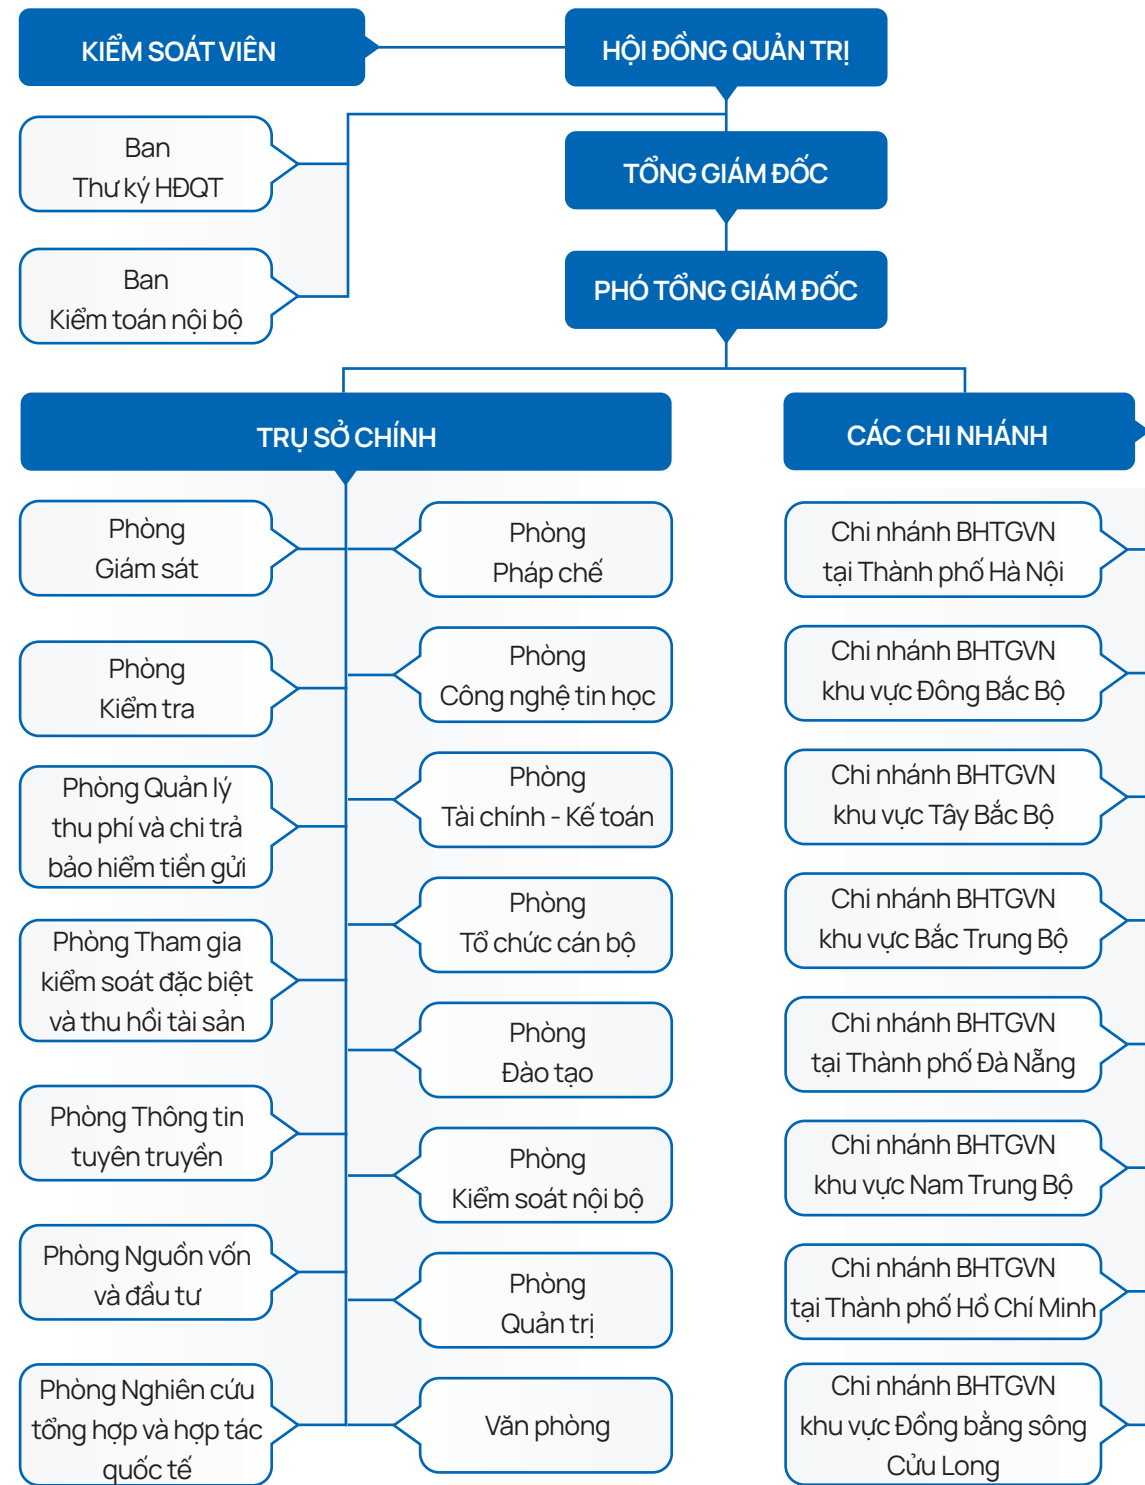 KIỂM SOÁT VIÊN
HỘI ĐỒNG QUẢN TRỊ
Ban
Thư ký HĐQT
TỔNG GIÁM ĐỐC
Ban
Kiểm toán nội bộ
PHÓ TỔNG GIÁM ĐỐC
TRỤ SỞ CHÍNH
Phòng
Giám sát
Phòng
Kiểm tra
Phòng Quản lý
thu phí và chi trả
bảo hiểm tiền gửi
Phòng Tham gia
kiểm soát đặc biệt
và thu hồi tài sản
Phòng Thông tin
tuyên truyền
Phòng Nguồn vốn
và đầu tư
Phòng Nghiên cứu
tổng hợp và hợp tác
quốc tế
Phòng
Pháp chế
Phòng
Công nghệ tin học
Phòng
Tài chính - Kế toán
Phòng
Tổ chức cán bộ
Phòng
Đào tạo
Phòng
Kiểm soát nội bộ
Phòng
Quản trị
Văn phòng
CÁC CHI NHÁNH
Chi nhánh BHTGVN
tại Thành phố Hà Nội
Chi nhánh BHTGVN
khu vực Đông Bắc Bộ
Chi nhánh BHTGVN
khu vực Tây Bắc Bộ
Chi nhánh BHTGVN
khu vực Bắc Trung Bộ
Chi nhánh BHTGVN
tại Thành phố Đà Nẵng
Chi nhánh BHTGVN
khu vực Nam Trung Bộ
Chi nhánh BHTGVN
tại Thành phố Hồ Chí Minh
Chi nhánh BHTGVN
khu vực Đồng bằng sông
Cửu Long